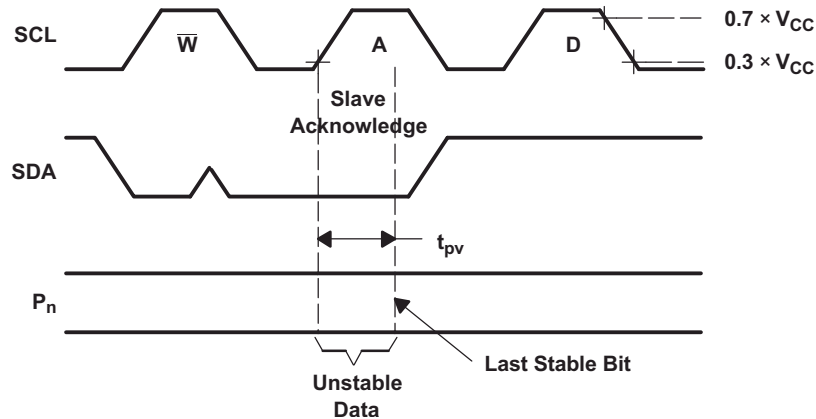 SCL
W̅
A
D
0.7 × VCC
0.3 × VCC
Slave
Acknowledge
SDA
tpv
Pn
Last Stable Bit
Unstable
Data